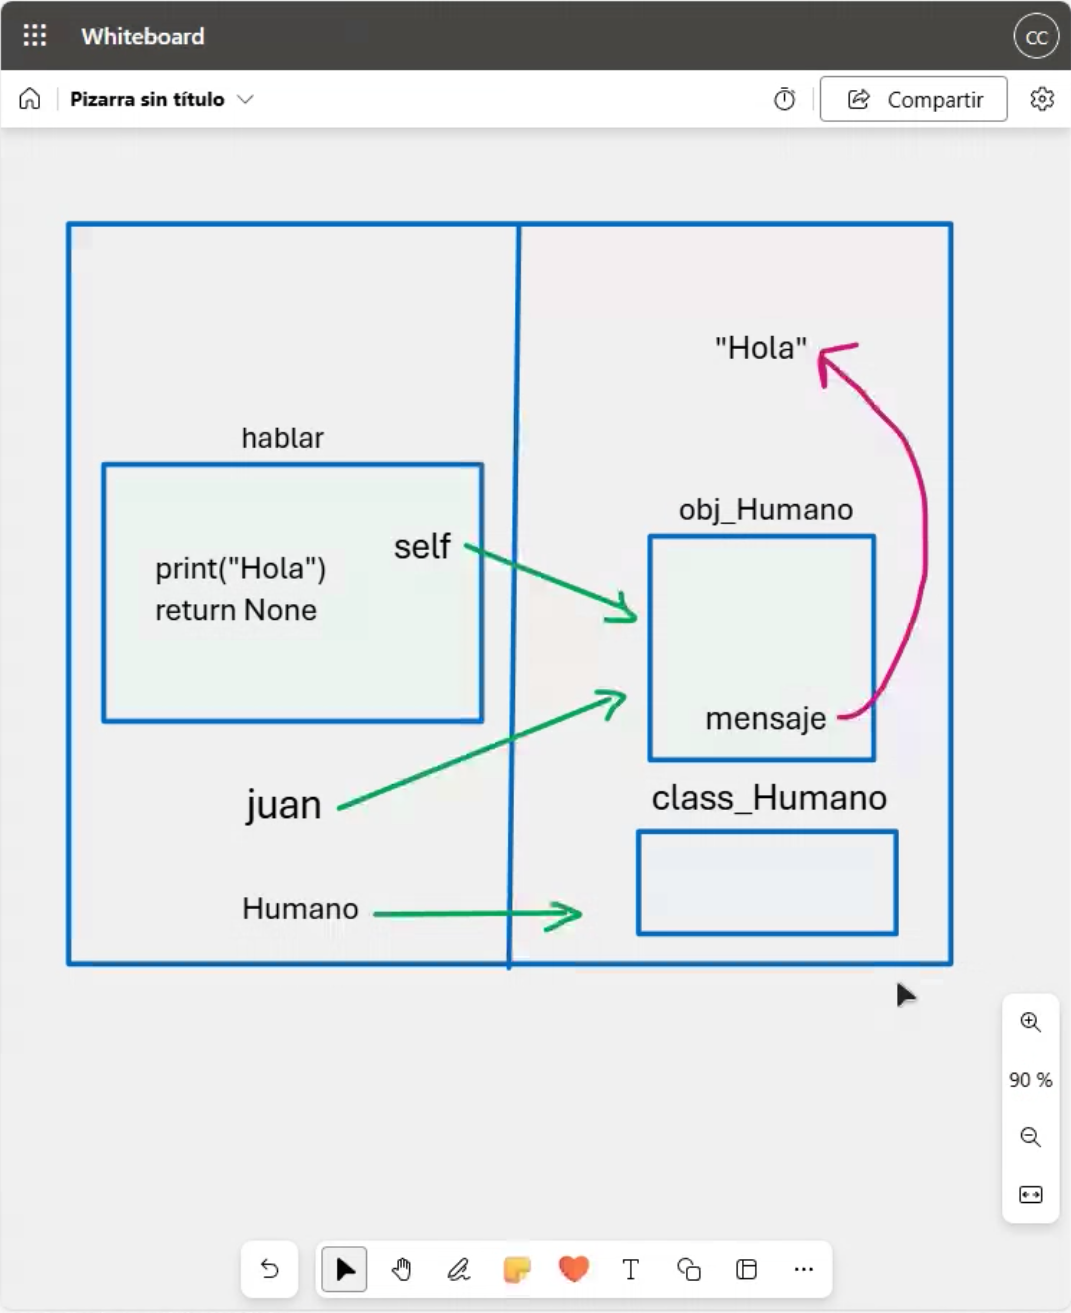 Whiteboard
CC
Pizarra sin título
Compartir
"Hola"
hablar
obj_Humano
self
print("Hola")
return None
mensaje
class_Humano
juan
Humano
90 %
T